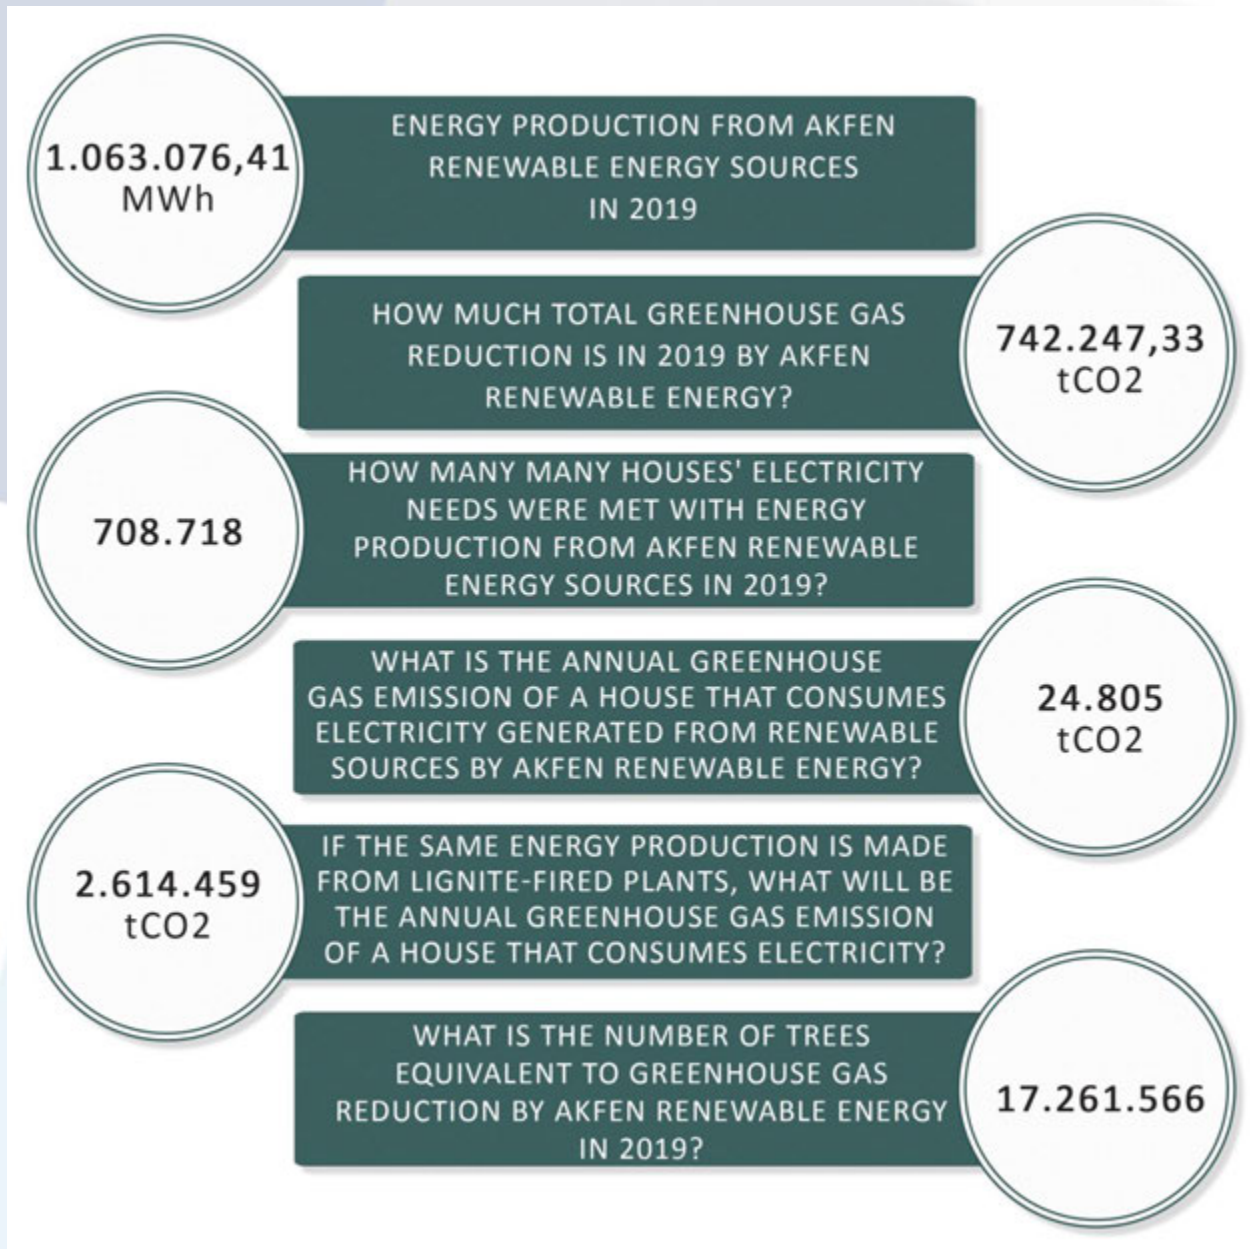 1.063.076,41
MWh
ENERGY PRODUCTION FROM AKFEN
RENEWABLE ENERGY SOURCES
IN 2019
HOW MUCH TOTAL GREENHOUSE GAS
REDUCTION IS IN 2019 BY AKFEN
RENEWABLE ENERGY?
742.247,33
tCO2
708.718
HOW MANY MANY HOUSES' ELECTRICITY
NEEDS WERE MET WITH ENERGY
PRODUCTION FROM AKFEN RENEWABLE
ENERGY SOURCES IN 2019?
WHAT IS THE ANNUAL GREENHOUSE
GAS EMISSION OF A HOUSE THAT CONSUMES
ELECTRICITY GENERATED FROM RENEWABLE
SOURCES BY AKFEN RENEWABLE ENERGY?
24.805
tCO2
2.614.459
tCO2
IF THE SAME ENERGY PRODUCTION IS MADE
FROM LIGNITE-FIRED PLANTS, WHAT WILL BE
THE ANNUAL GREENHOUSE GAS EMISSION
OF A HOUSE THAT CONSUMES ELECTRICITY?
WHAT IS THE NUMBER OF TREES
EQUIVALENT TO GREENHOUSE GAS
REDUCTION BY AKFEN RENEWABLE ENERGY
IN 2019?
17.261.566